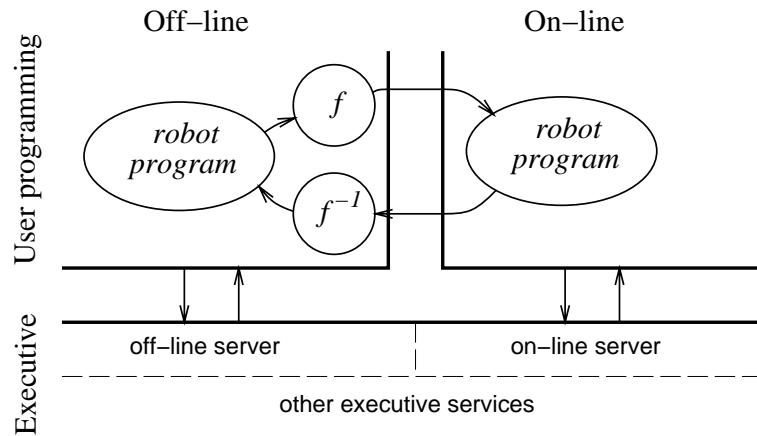 Off−line
On−line
User programming
robot
program
f
f⁻¹
robot
program
Executive
off−line server
on−line server
other executive services